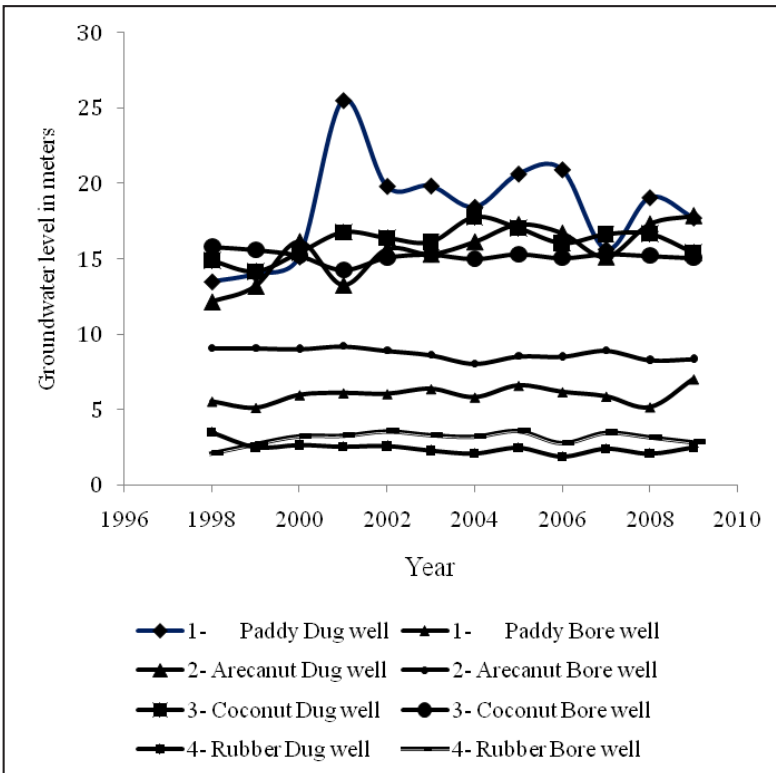 30
25
20
15
10
5
0
Groundwater level in meters
1996 1998 2000 2002 2004 2006 2008 2010
Year
1- Paddy Dug well 1- Paddy Bore well
2- Arecanut Dug well 2- Arecanut Bore well
3- Coconut Dug well 3- Coconut Bore well
4- Rubber Dug well 4- Rubber Bore well